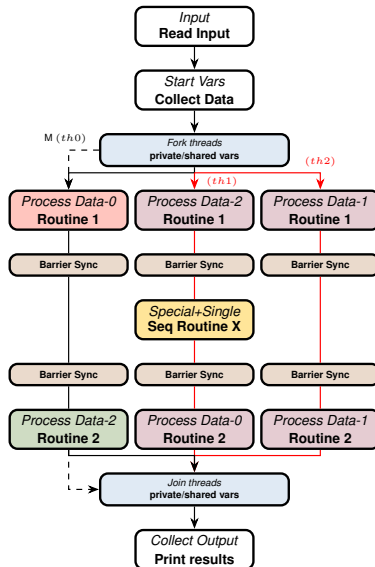 Input
Read Input
Start Vars
Collect Data
M (th0)
Fork threads
private/shared vars
(th2)
(th1)
Process Data-0
Routine 1
Process Data-2
Routine 1
Process Data-1
Routine 1
Barrier Sync
Barrier Sync
Barrier Sync
Special+Single
Seq Routine X
Barrier Sync
Barrier Sync
Barrier Sync
Process Data-2
Routine 2
Process Data-0
Routine 2
Process Data-1
Routine 2
Join threads
private/shared vars
Collect Output
Print results